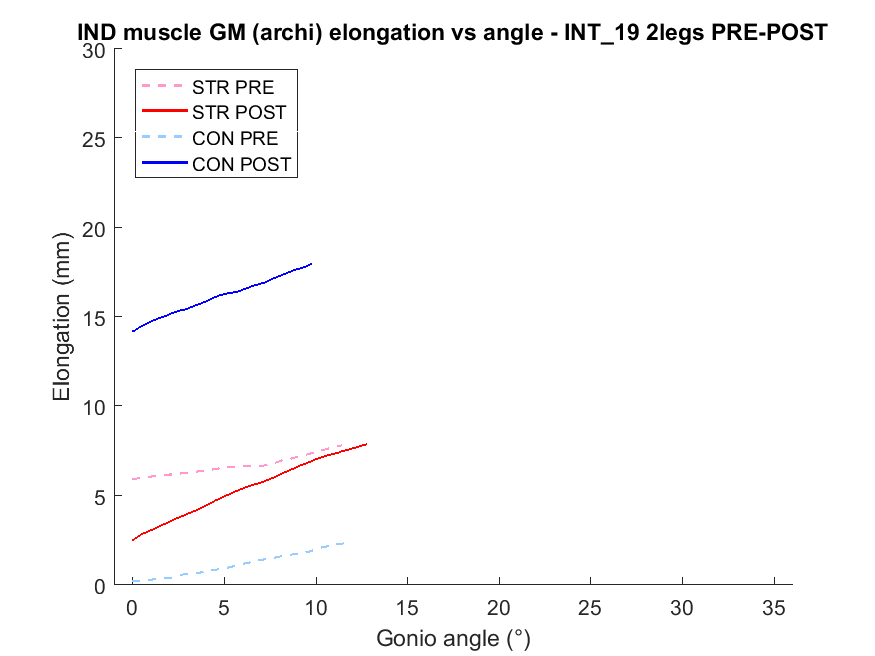 IND muscle GM (archi) elongation vs angle - INT_19 2legs PRE-POST
30
25
20
15
10
5
0
Elongation (mm)
STR PRE
STR POST
CON PRE
CON POST
0 5 10 15 20 25 30 35
Gonio angle (°)